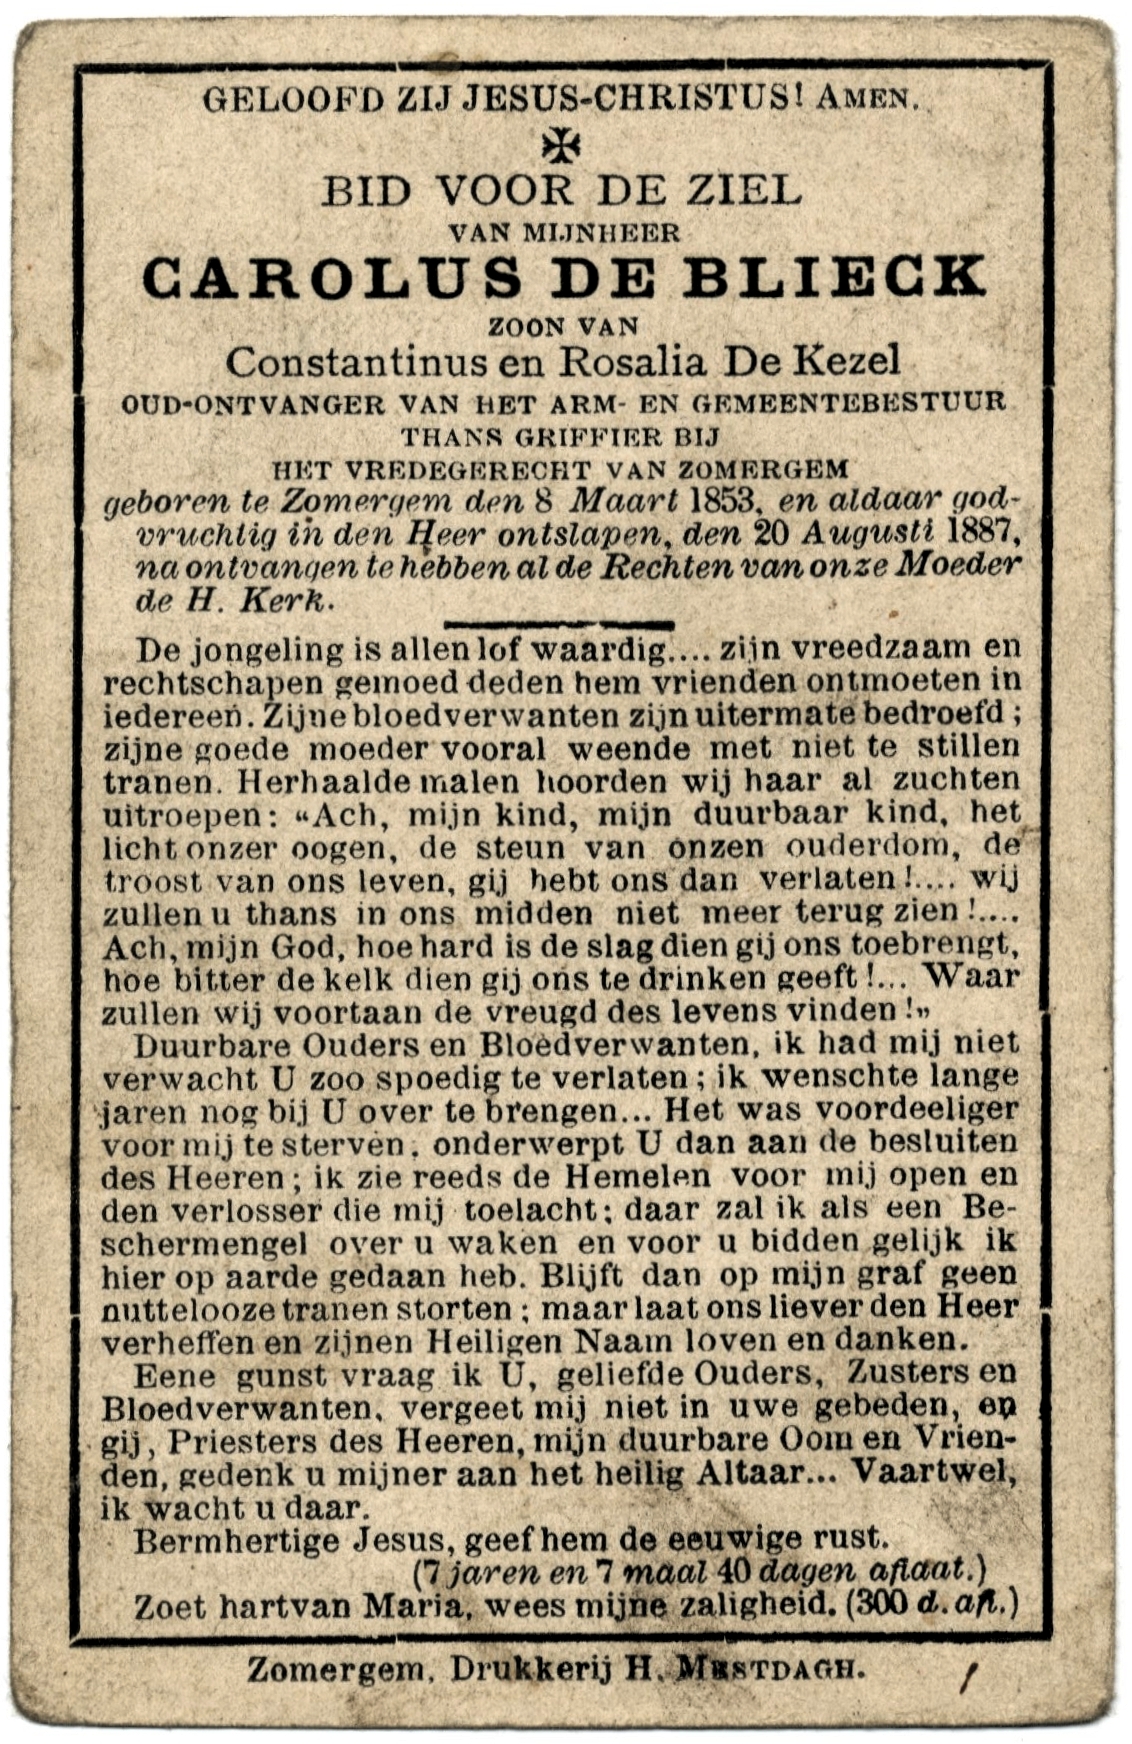 GELOOFD ZIJ JESUS-CHRISTUS! AMEN.
BID VOOR DE ZIEL
VAN MIJNHEER
CAROLUS DE BLIECK
ZOON VAN
Constantinus en Rosalia De Kezel
OUD-ONTVANGER VAN HET ARM- EN GEMEENTEBESTUUR
THANS GRIFFIER BIJ
HET VREDEGERECHT VAN ZOMERGEM
geboren te Zomergem den 8 Maart 1853, en aldaar god-
vruchtig in den Heer ontslapen, den 20 Augusti 1887,
na ontvangen te hebben al de Rechten van onze Moeder
de H. Kerk.
De jongeling is allen lof waardig.... zijn vreedzaam en
rechtschapen gemoed deden hem vrienden ontmoeten in
iedereen. Zijne bloedverwanten zijn uitermate bedroefd ;
zijne goede moeder vooral weende met niet te stillen
tranen. Herhaalde malen hoorden wij haar al zuchten
uitroepen: “Ach, mijn kind, mijn duurbaar kind, het
licht onzer oogen, de steun van onzen ouderdom, de
troost van ons leven, gij hebt ons dan verlaten !.... wij
zullen u thans in ons midden niet meer terug zien !....
Ach, mijn God, hoe hard is de slag dien gij ons toebrengt,
hoe bitter de kelk dien gij ons te drinken geeft !... Waar
zullen wij voortaan de vreugd des levens vinden !„
Duurbare Ouders en Bloedverwanten, ik had mij niet
verwacht U zoo spoedig te verlaten ; ik wenschte lange
jaren nog bij U over te brengen... Het was voordeeliger
voor mij te sterven, onderwerpt U dan aan de besluiten
des Heeren ; ik zie reeds de Hemelen voor mij open en
den verlosser die mij toelacht ; daar zal ik als een Be-
schermengel over u waken en voor u bidden gelijk ik
hier op aarde gedaan heb. Blijft dan op mijn graf geen
nuttelooze tranen storten ; maar laat ons liever den Heer
verheffen en zijnen Heiligen Naam loven en danken.
Eene gunst vraag ik U, geliefde Ouders, Zusters en
Bloedverwanten, vergeet mij niet in uwe gebeden, en
gij, Priesters des Heeren, mijn duurbare Oom en Vrien-
den, gedenk u mijner aan het heilig Altaar... Vaartwel,
ik wacht u daar.
Bermhertige Jesus, geef hem de eeuwige rust.
(7 jaren en 7 maal 40 dagen aflaat.)
Zoet hart van Maria, wees mijne zaligheid. (300 d. afl.)
Zomergem, Drukkerij H. MESTDAGH.